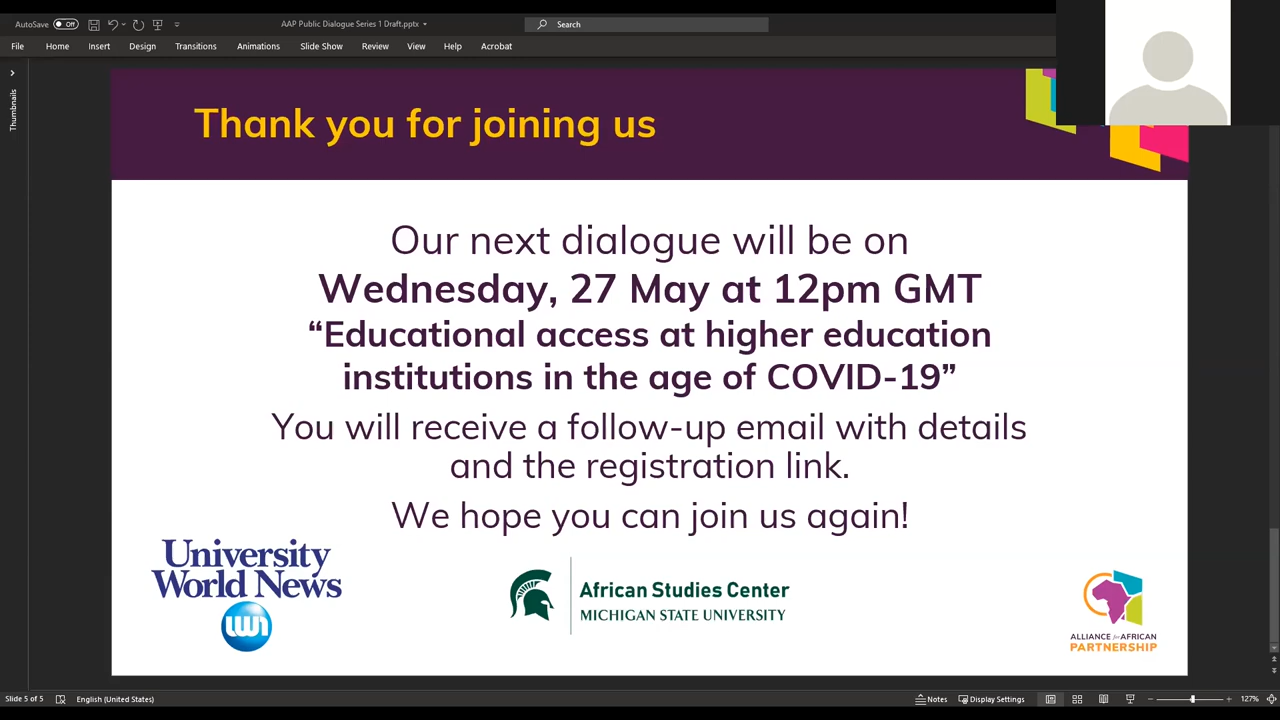 AutoSave Off
AAP Public Dialogue Series 1 Draft.pptx
Search
File Home Insert Design Transitions Animations Slide Show Review View Help Acrobat
Thumbnails
Thank you for joining us
Our next dialogue will be on
Wednesday, 27 May at 12pm GMT
“Educational access at higher education
institutions in the age of COVID-19”
You will receive a follow-up email with details
and the registration link.
We hope you can join us again!
University
World News
uwn
African Studies Center
MICHIGAN STATE UNIVERSITY
ALLIANCE for AFRICAN
PARTNERSHIP
Slide 5 of 5 English (United States) Notes Display Settings 127%